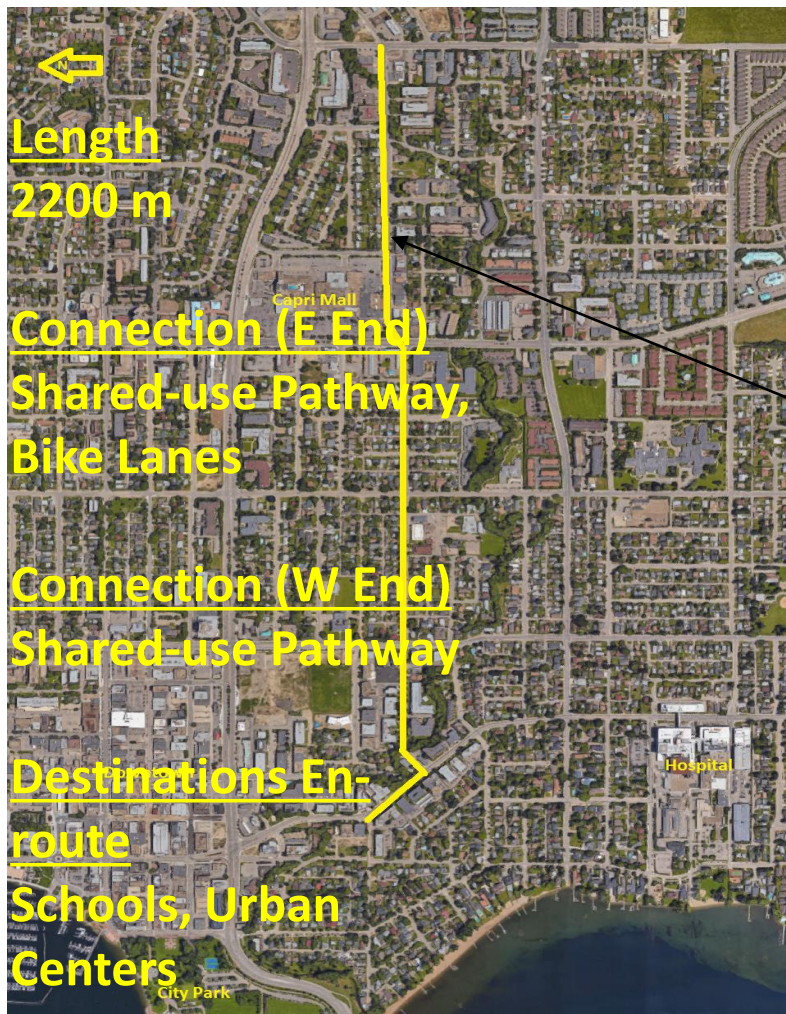 N
Length
2200 m
Capri Mall
Connection (E End)
Shared-use Pathway,
Bike Lanes
Connection (W End)
Shared-use Pathway
Destinations En-
route
Hospital
Schools, Urban
Centers
City Park